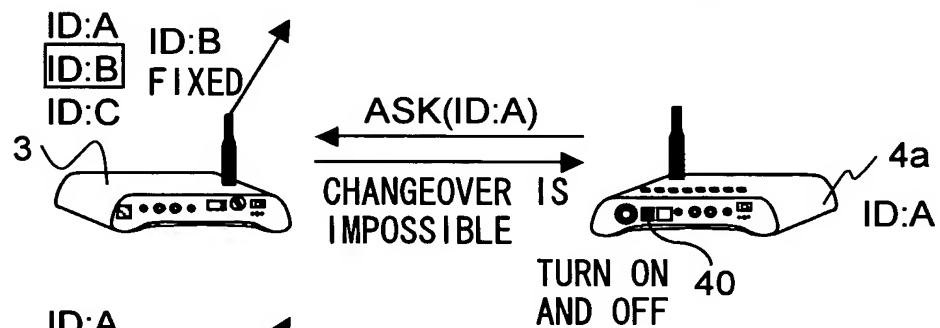 ID:A
ID:B
ID:C
ID:B
FIXED
ASK(ID:A)
3
CHANGEOVER IS
IMPOSSIBLE
4a
ID:A
TURN ON
AND OFF
40
ID:A